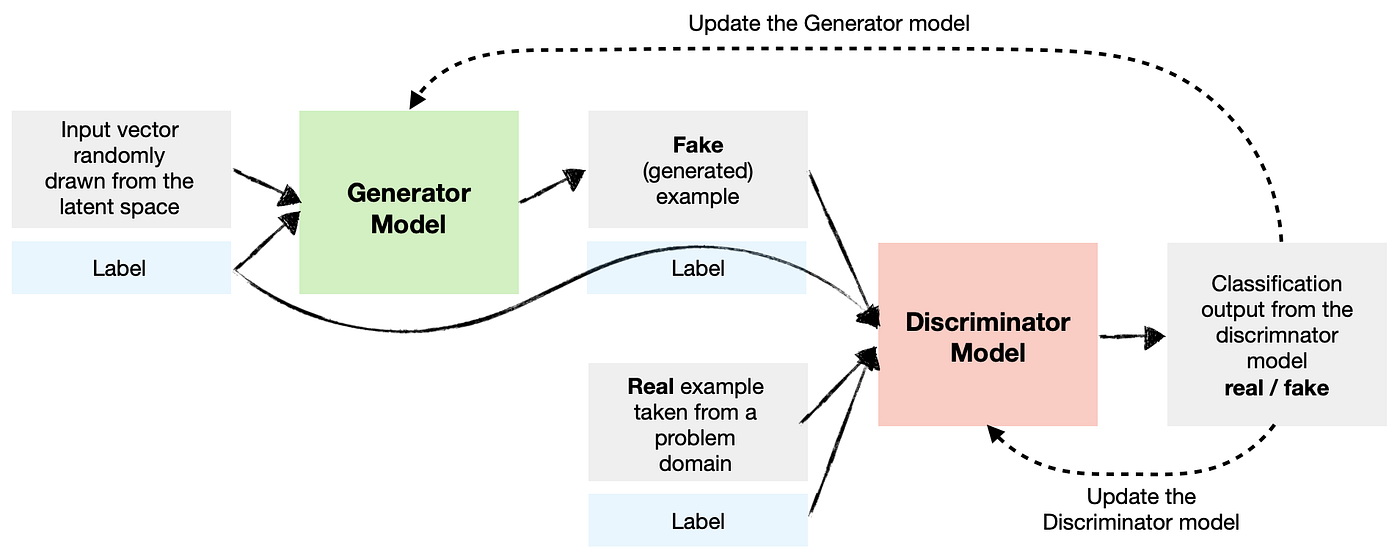 Update the Generator model
Input vector
randomly
drawn from the
latent space
Label
Generator
Model
Fake
(generated)
example
Label
Real example
taken from a
problem
domain
Label
Discriminator
Model
Classification
output from the
discrimnator
model
real / fake
Update the
Discriminator model